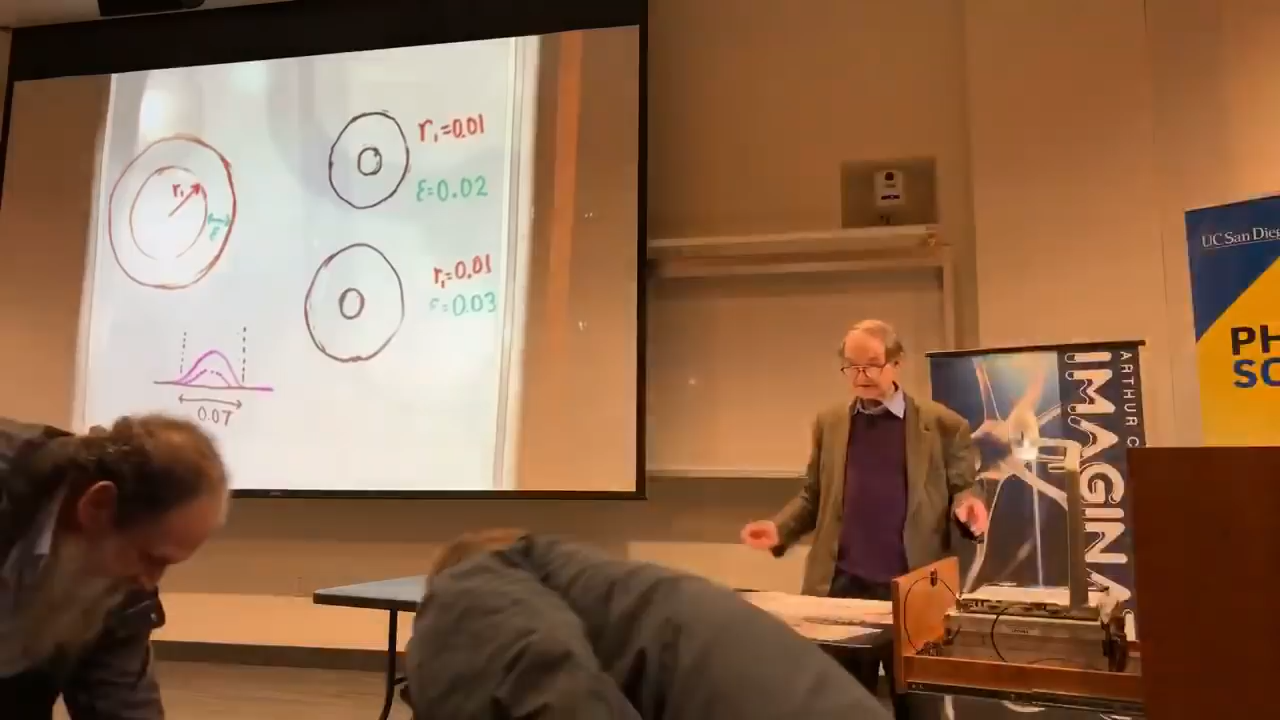 r₁
ε
0.07
r₁=0.01
ε=0.02
r₁=0.01
ε=0.03
ARTHUR C
IMAGIN
UC San Dieg
PH
SC